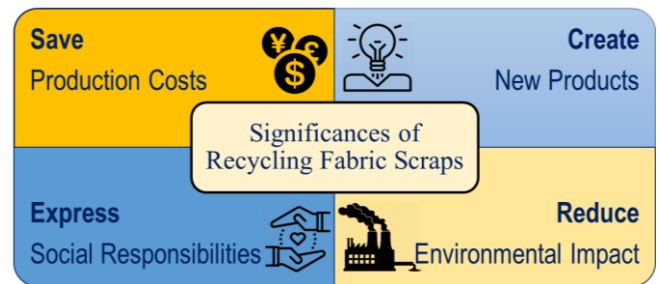 Save
Production Costs
¥ £
$
Create
New Products
Significances of
Recycling Fabric Scraps
Express
Social Responsibilities
Reduce
Environmental Impact